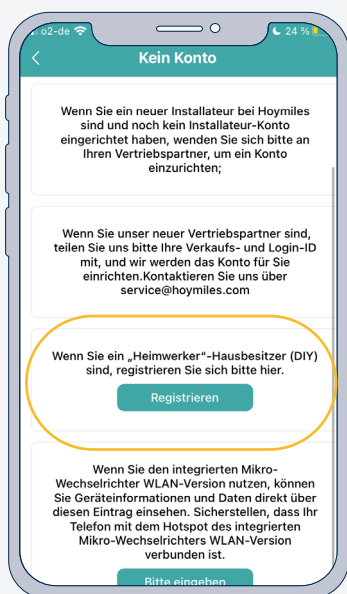 o2-de
24 %
Kein Konto
Wenn Sie ein neuer Installateur bei Hoymiles
sind und noch kein Installateur-Konto
eingerichtet haben, wenden Sie sich bitte an
Ihren Vertriebspartner, um ein Konto
einzurichten;
Wenn Sie unser neuer Vertriebspartner sind,
teilen Sie uns bitte Ihre Verkaufs- und Login-ID
mit, und wir werden das Konto für Sie
einrichten.Kontaktieren Sie uns über
service@hoymiles.com
Wenn Sie ein „Heimwerker"-Hausbesitzer (DIY)
sind, registrieren Sie sich bitte hier.
Registrieren
Wenn Sie den integrierten Mikro-
Wechselrichter WLAN-Version nutzen, können
Sie Geräteinformationen und Daten direkt über
diesen Eintrag einsehen. Sicherstellen, dass Ihr
Telefon mit dem Hotspot des integrierten
Mikro-Wechselrichters WLAN-Version
verbunden ist.
Bitte eingeben